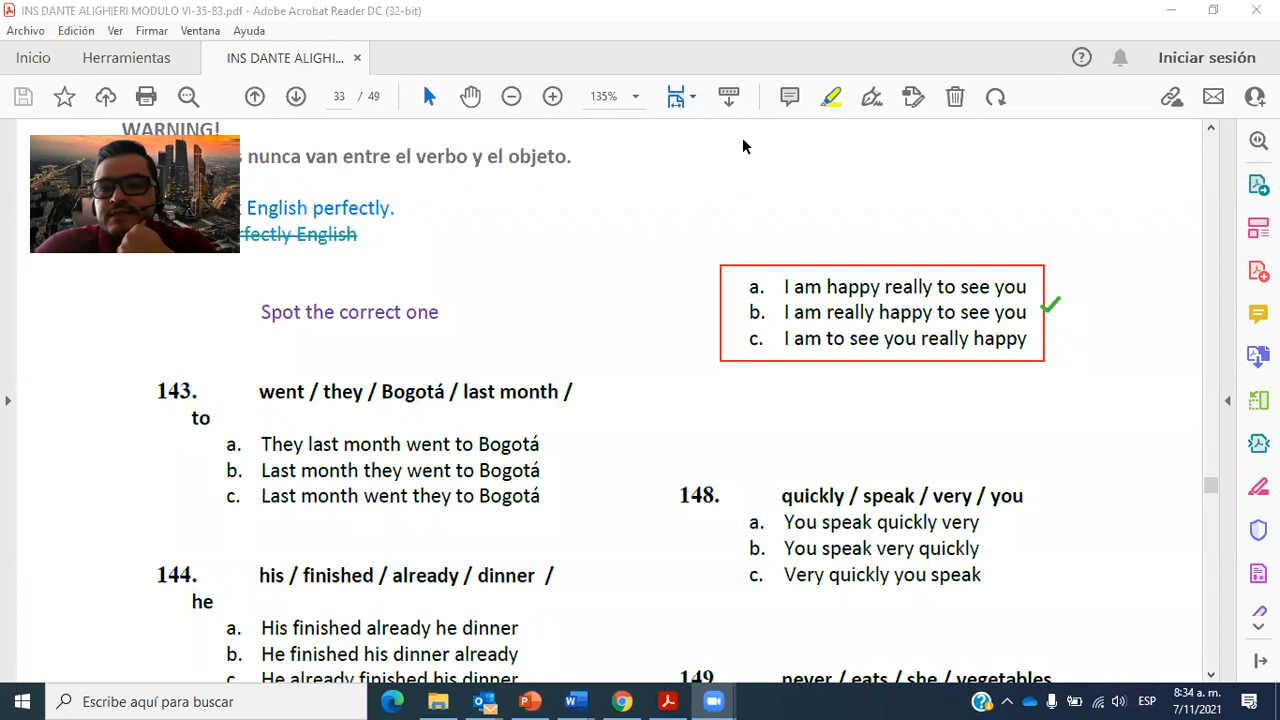 INS DANTE ALIGHIERI MODULO VI-35-83.pdf - Adobe Acrobat Reader DC (32-bit)
Archivo Edición Ver Firmar Ventana Ayuda
Inicio Herramientas INS DANTE ALIGHI... × Iniciar sesión
33 / 49 135%
WARNING!
nunca van entre el verbo y el objeto.
English perfectly.
fectly English
Spot the correct one
a. I am happy really to see you
b. I am really happy to see you
c. I am to see you really happy
143. went / they / Bogotá / last month /
to
a. They last month went to Bogotá
b. Last month they went to Bogotá
c. Last month went they to Bogotá
144. his / finished / already / dinner /
he
a. His finished already he dinner
b. He finished his dinner already
c. He already finished his dinner
148. quickly / speak / very / you
a. You speak quickly very
b. You speak very quickly
c. Very quickly you speak
149. never / eats / she / vegetables
Escribe aquí para buscar
ESP
8:34 a. m.
7/11/2021